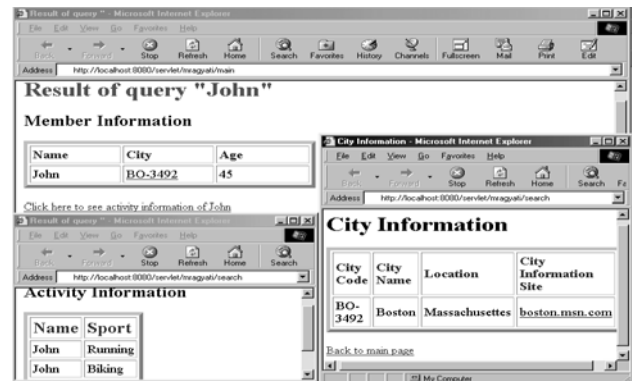 Result of query " - Microsoft Internet Explorer
File Edit View Go Favorites Help
Back Forward Stop Refresh Home Search Favorites History Channels Fullscreen Mail Print Edit
Address http://localhost:8080/servlet/mragyati/main
Result of query "John"
Member Information
Name City Age
John BO-3492 45
Click here to see activity information of John
Result of query " - Microsoft Internet Explorer
File Edit View Go Favorites Help
Back Forward Stop Refresh Home Search
Address http://localhost:8080/servlet/mragyati/search
Activity Information
Name Sport
John Running
John Biking
City Information - Microsoft Internet Explorer
File Edit View Go Favorites Help
Back Forward Stop Refresh Home Search Fa
Address http://localhost:8080/servlet/mragyati/search
City Information
City Code City Name Location City Information Site
BO-3492 Boston Massachusettes boston.msn.com
Back to main page
My Computer